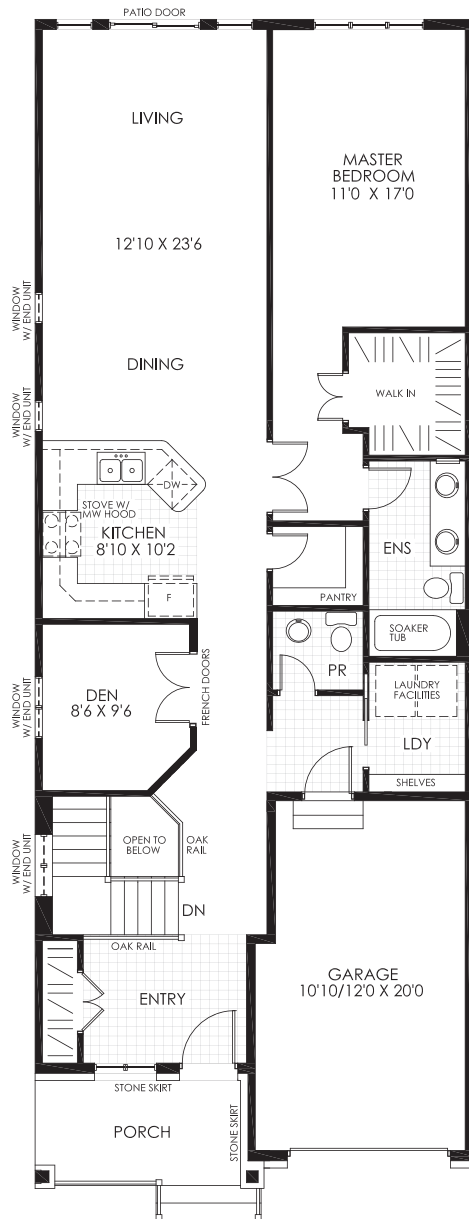 PATIO DOOR
LIVING
MASTER
BEDROOM
11'0 X 17'0
12'10 X 23'6
WINDOW
W/ END UNIT
DINING
WALK IN
WINDOW
W/ END UNIT
DW
STOVE W/
MW HOOD
KITCHEN
8'10 X 10'2
ENS
F
PANTRY
SOAKER
TUB
PR
FRENCH DOORS
DEN
8'6 X 9'6
WINDOW
W/ END UNIT
LAUNDRY
FACILITIES
LDY
SHELVES
OPEN TO
BELOW
OAK
RAIL
WINDOW
W/ END UNIT
DN
OAK RAIL
ENTRY
GARAGE
10'10/12'0 X 20'0
STONE SKIRT
STONE SKIRT
PORCH